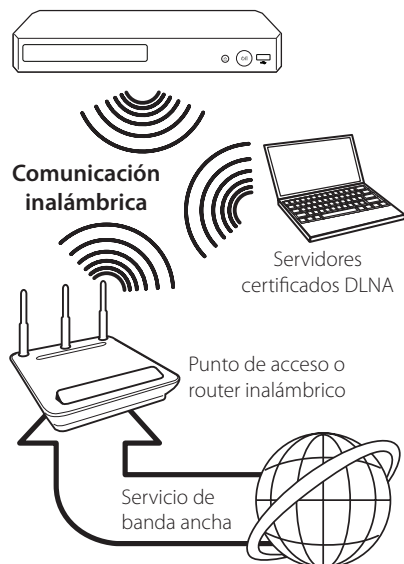 Comunicación
inalámbrica
Servidores
certificados DLNA
Punto de acceso o
router inalámbrico
Servicio de
banda ancha